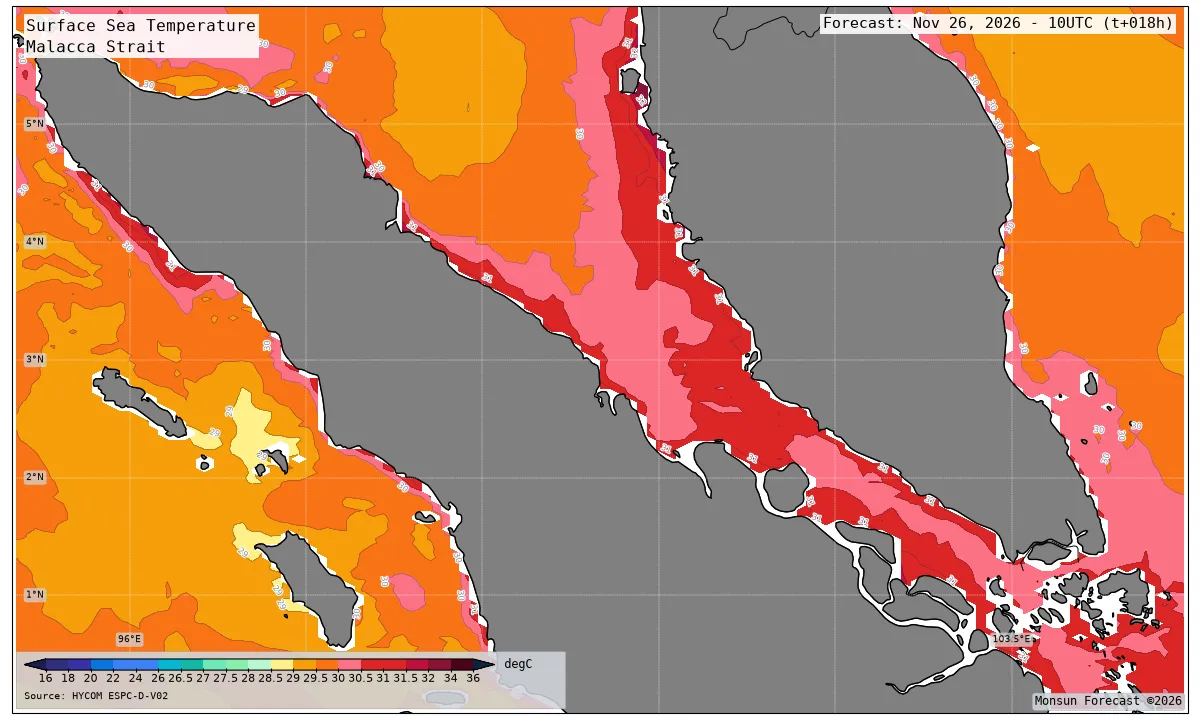 Surface Sea Temperature
Malacca Strait
Forecast: Nov 26, 2026 - 10UTC (t+018h)
5°N
4°N
3°N
2°N
1°N
96°E
103.5°E
degC
16 18 20 22 24 26 26.5 27 27.5 28 28.5 29 29.5 30 30.5 31 31.5 32 34 36
Source: HYCOM ESPC-D-V02
Monsun Forecast ©2026